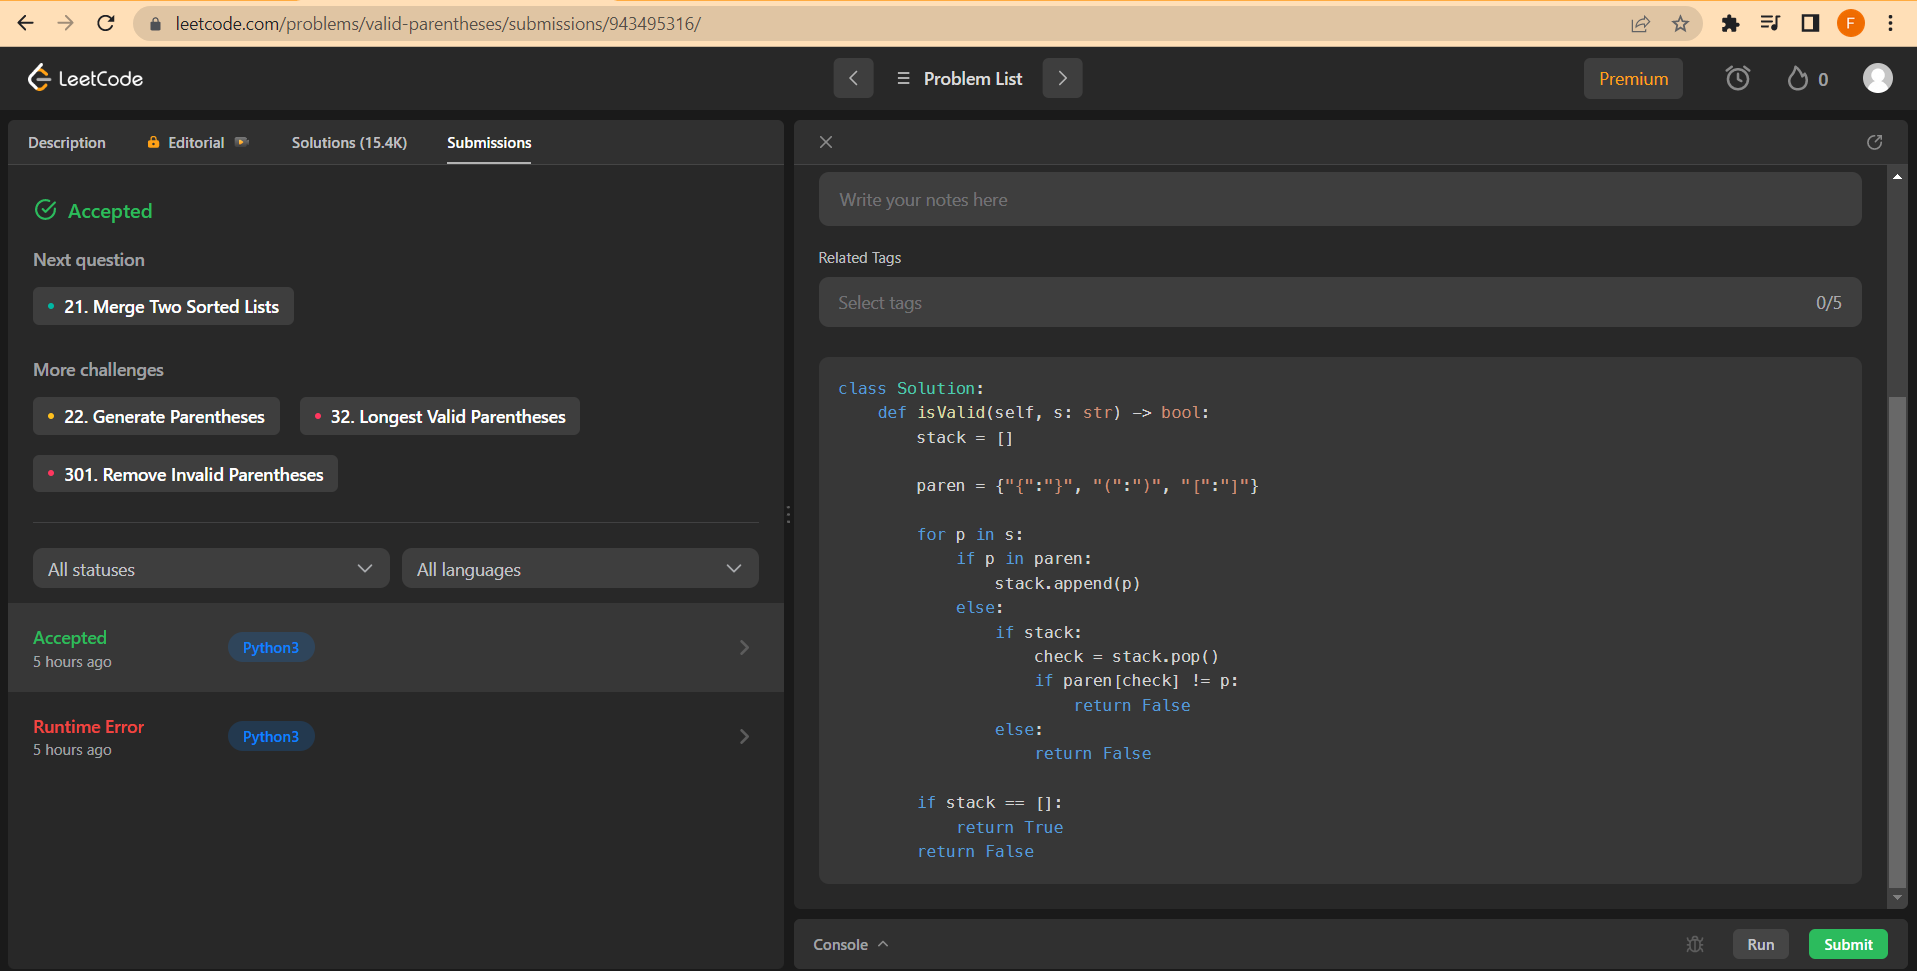 leetcode.com/problems/valid-parentheses/submissions/943495316/
F
LeetCode
Problem List
Premium
0
Description
Editorial
Solutions (15.4K)
Submissions
Accepted
Next question
21. Merge Two Sorted Lists
More challenges
22. Generate Parentheses
32. Longest Valid Parentheses
301. Remove Invalid Parentheses
All statuses
All languages
Accepted
5 hours ago
Python3
Runtime Error
5 hours ago
Python3
Write your notes here
Related Tags
Select tags
0/5
class Solution:
    def isValid(self, s: str) -> bool:
        stack = []
        paren = {"{":"}", "(":")", "[":"]"}
        for p in s:
            if p in paren:
                stack.append(p)
            else:
                if stack:
                    check = stack.pop()
                    if paren[check] != p:
                        return False
                else:
                    return False
        if stack == []:
            return True
        return False
Console
Run
Submit